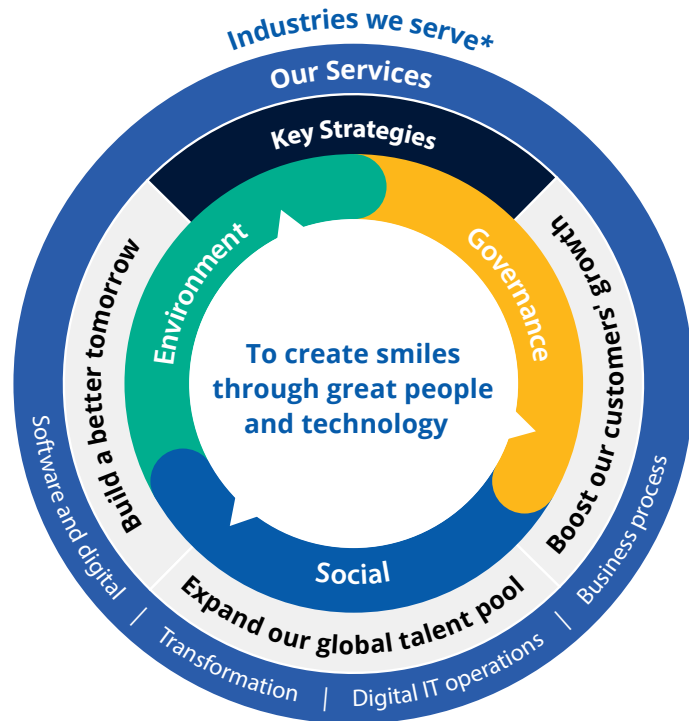 Industries we serve*
Our Services
Key Strategies
Environment
Governance
Social
To create smiles
through great people
and technology
Build a better tomorrow
Expand our global talent pool
Boost our customers' growth
Software and digital | Transformation | Digital IT operations | Business process